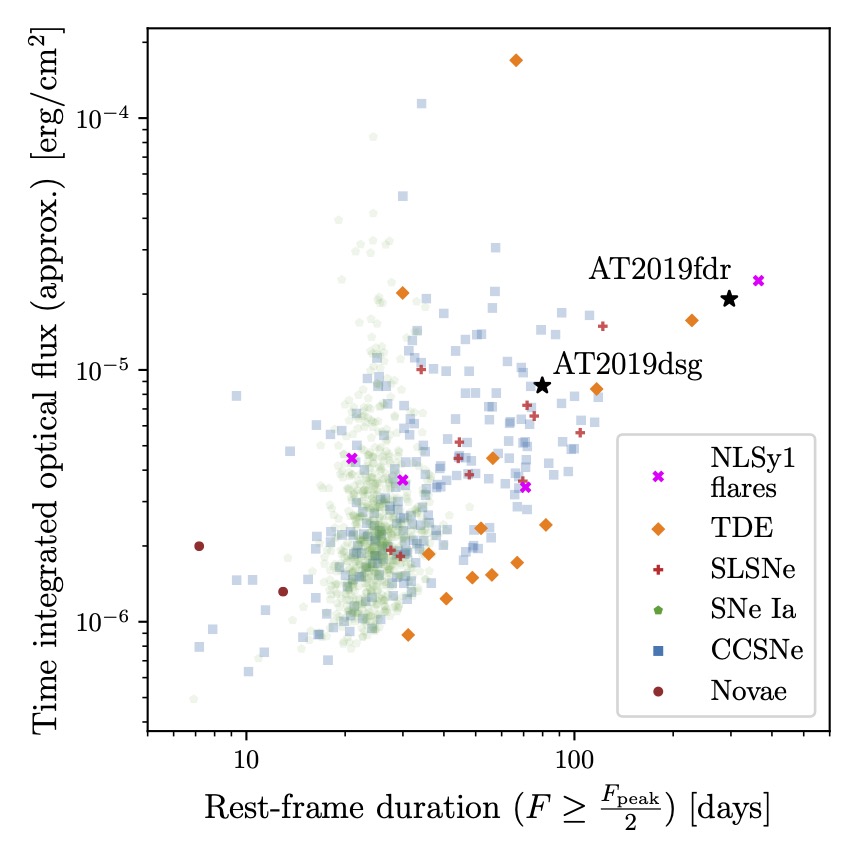 Time integrated optical flux (approx.) [erg/cm²]
10⁻⁴
10⁻⁵
10⁻⁶
AT2019fdr
AT2019dsg
NLSy1
flares
TDE
SLSNe
SNe Ia
CCSNe
Novae
10
100
Rest-frame duration (F ≥ F_peak/2) [days]